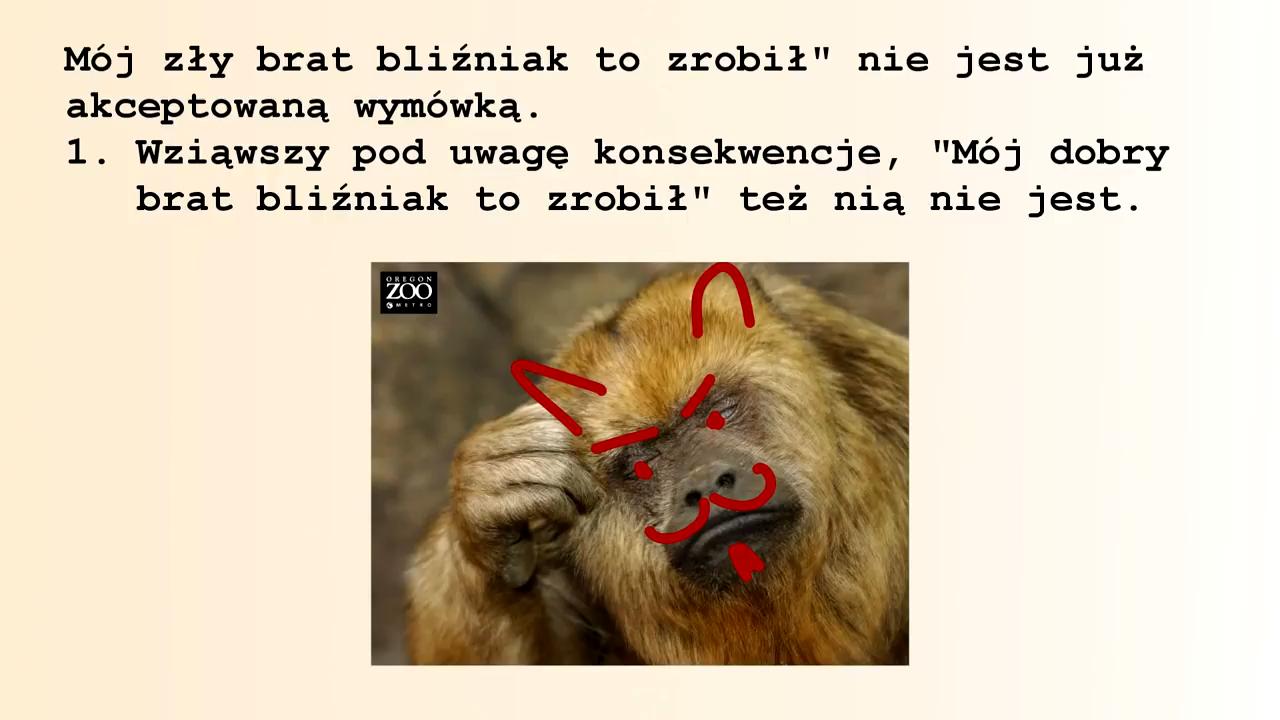 Mój zły brat bliźniak to zrobił" nie jest już
akceptowaną wymówką.
1. Wziąwszy pod uwagę konsekwencje, "Mój dobry
brat bliźniak to zrobił" też nią nie jest.
OREGON
ZOO
METRO